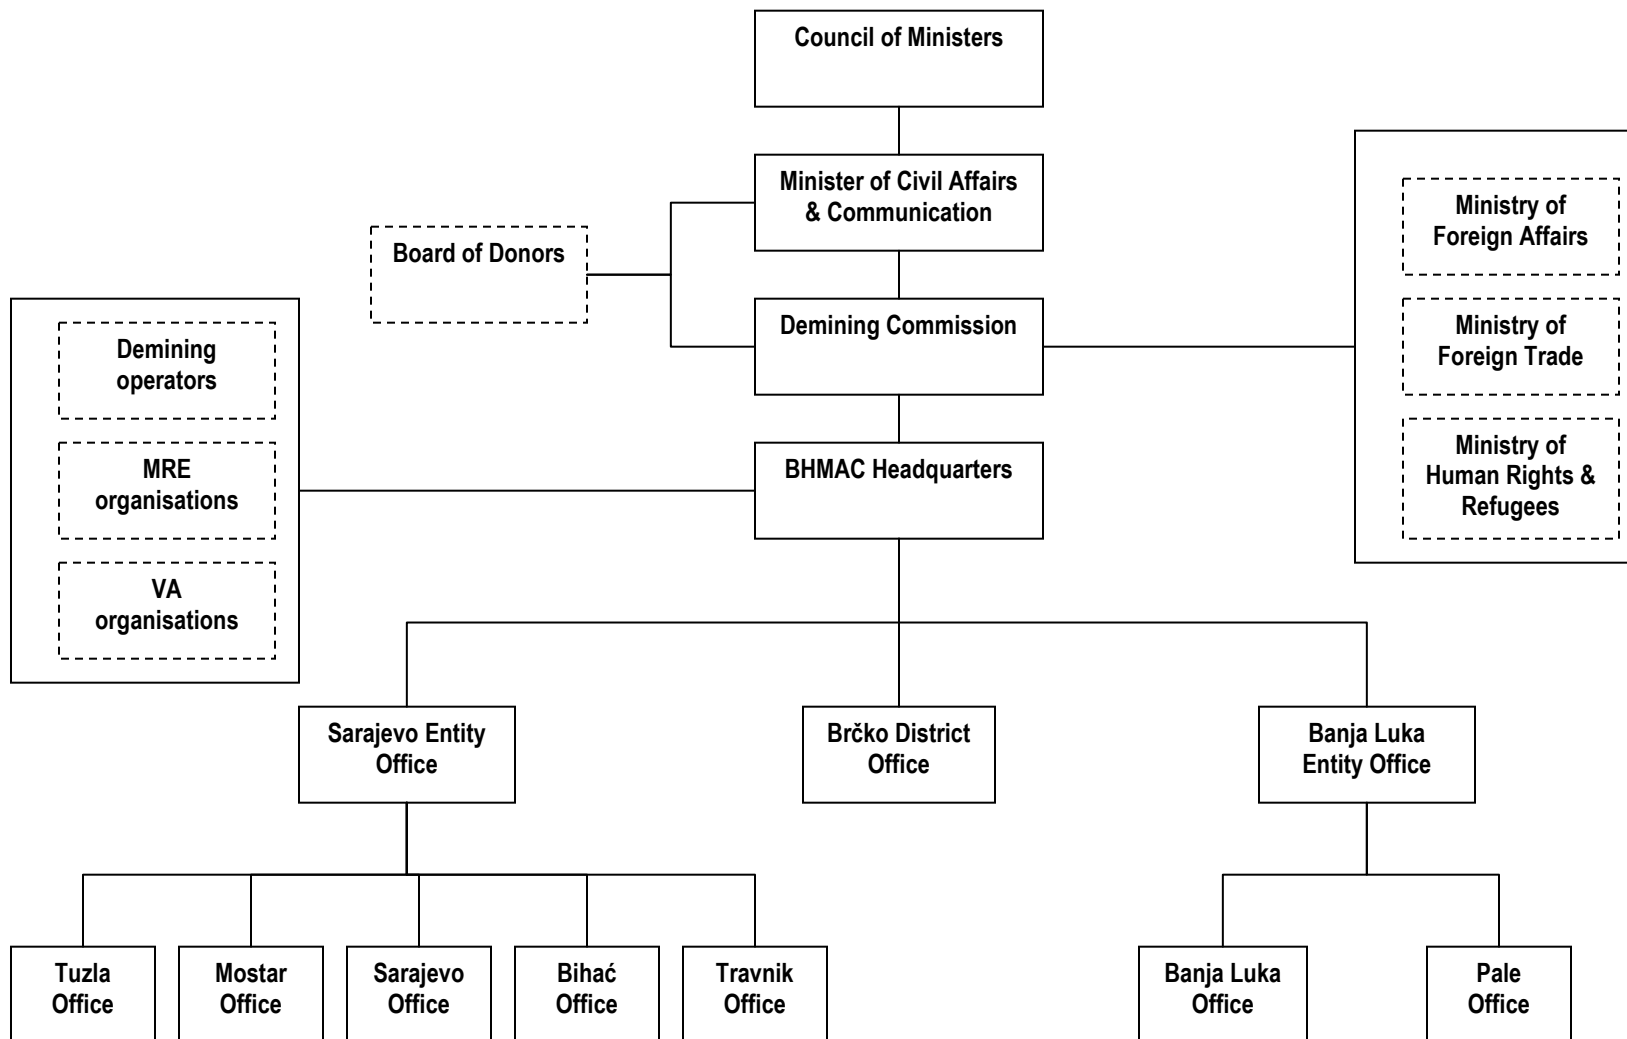 Council of Ministers
Minister of Civil Affairs
& Communication
Board of Donors
Demining Commission
Ministry of
Foreign Affairs
Ministry of
Foreign Trade
Ministry of
Human Rights &
Refugees
Demining
operators
MRE
organisations
VA
organisations
BHMAC Headquarters
Sarajevo Entity
Office
Brčko District
Office
Banja Luka
Entity Office
Tuzla
Office
Mostar
Office
Sarajevo
Office
Bihać
Office
Travnik
Office
Banja Luka
Office
Pale
Office